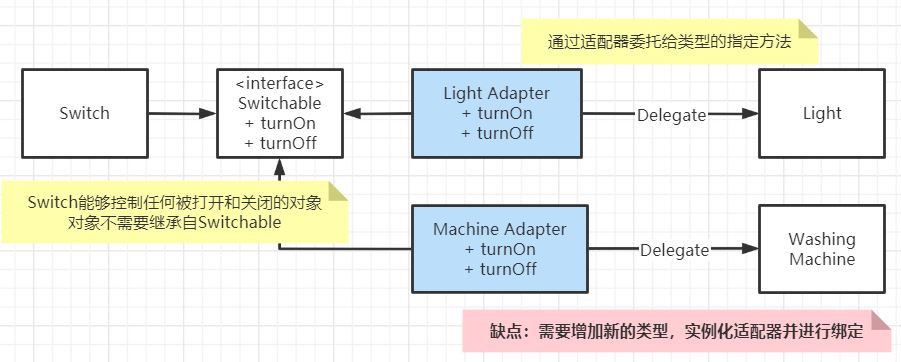 通过适配器委托给类型的指定方法
Switch
<interface>
Switchable
+ turnOn
+ turnOff
Light Adapter
+ turnOn
+ turnOff
Delegate
Light
Switch能够控制任何被打开和关闭的对象
对象不需要继承自Switchable
Machine Adapter
+ turnOn
+ turnOff
Delegate
Washing
Machine
缺点：需要增加新的类型，实例化适配器并进行绑定